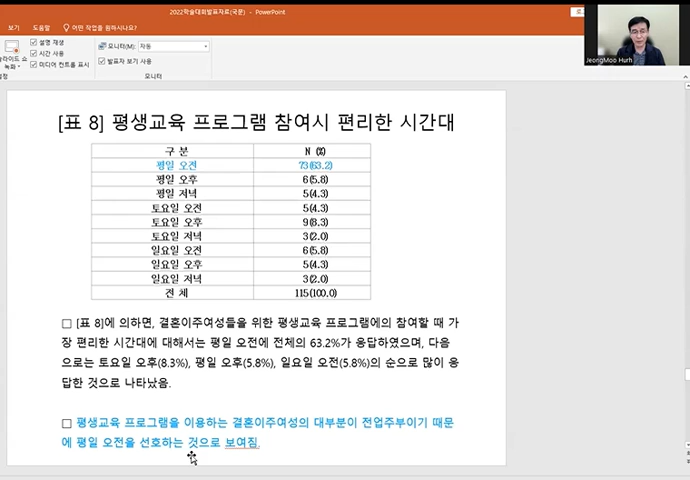 2022학술대회발표자료(국문) - PowerPoint
보기 도움말 어떤 작업을 원하시나요?
설명 재생
시간 사용
미디어 컨트롤 표시
모니터(M): 자동
발표자 보기 사용
모니터
JeongMoo Hurh
[표 8] 평생교육 프로그램 참여시 편리한 시간대
구 분 N (%)
평일 오전 73(63.2)
평일 오후 6(5.8)
평일 저녁 5(4.3)
토요일 오전 5(4.3)
토요일 오후 9(8.3)
토요일 저녁 3(2.0)
일요일 오전 6(5.8)
일요일 오후 5(4.3)
일요일 저녁 3(2.0)
전 체 115(100.0)
□ [표 8]에 의하면, 결혼이주여성들을 위한 평생교육 프로그램에의 참여할 때 가
장 편리한 시간대에 대해서는 평일 오전에 전체의 63.2%가 응답하였으며, 다음
으로는 토요일 오후(8.3%), 평일 오후(5.8%), 일요일 오전(5.8%)의 순으로 많이 응
답한 것으로 나타났음.
□ 평생교육 프로그램을 이용하는 결혼이주여성의 대부분이 전업주부이기 때문
에 평일 오전을 선호하는 것으로 보여짐.